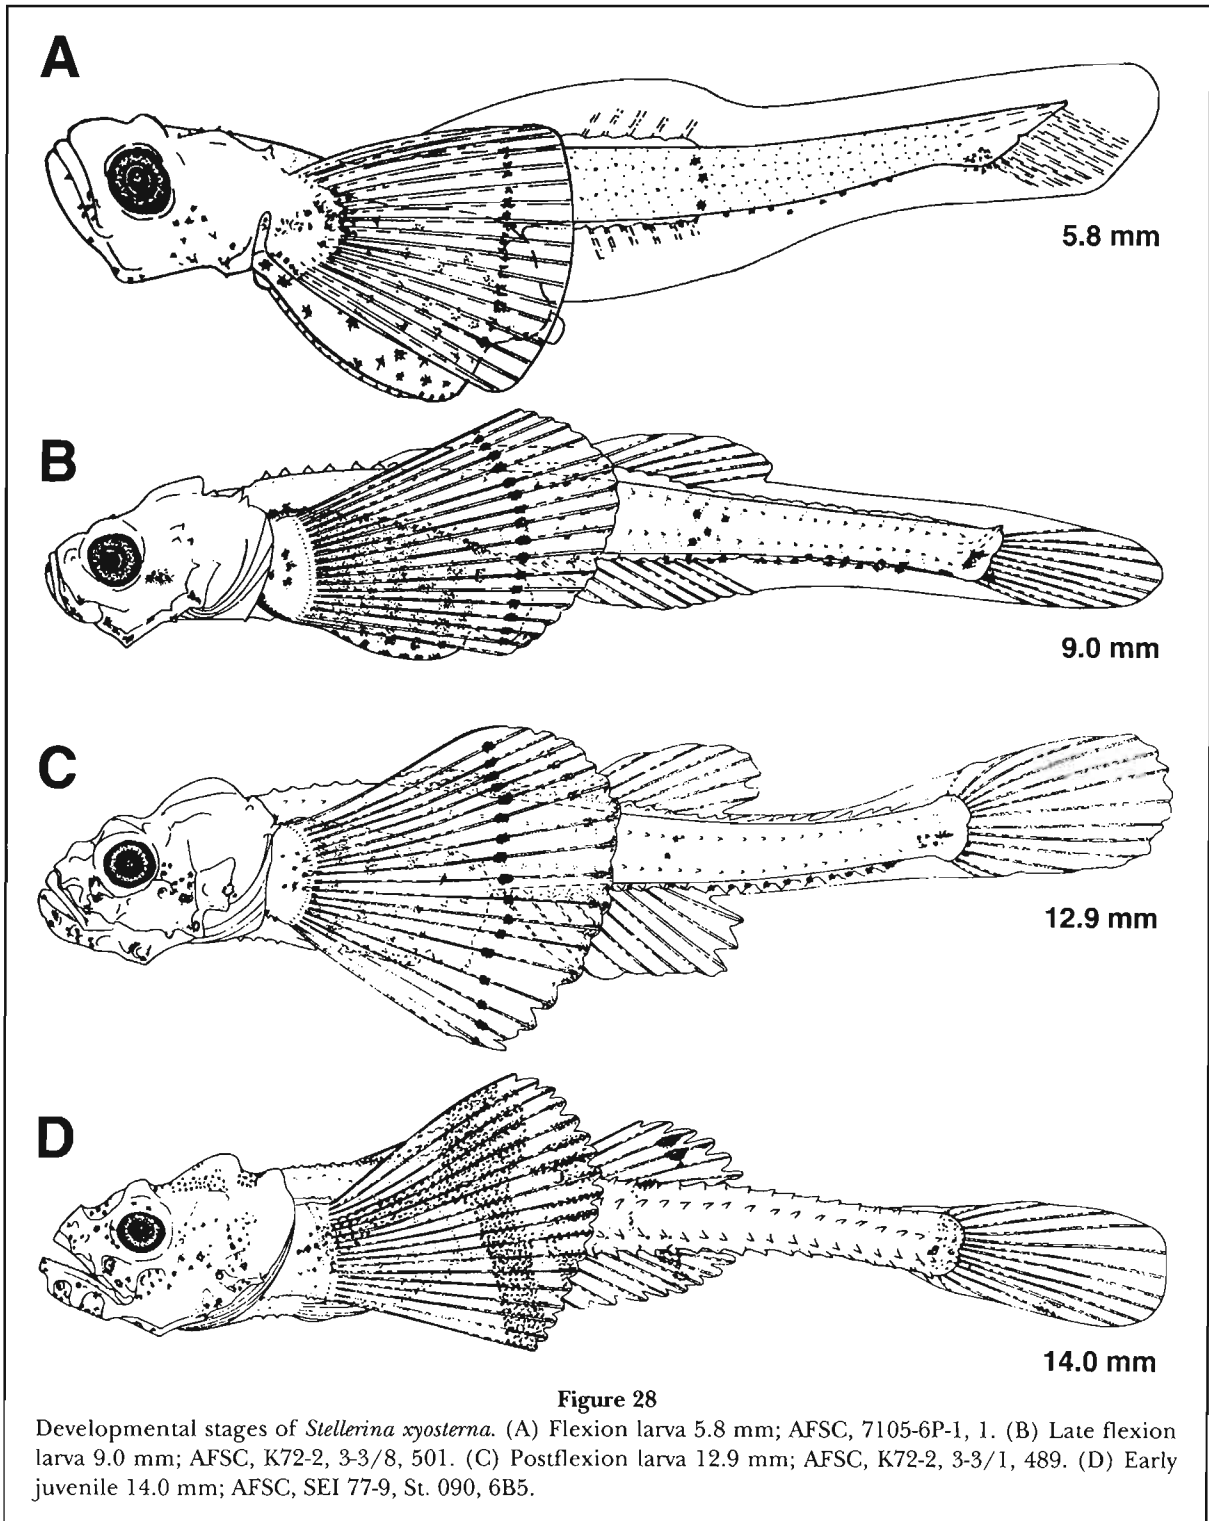 A
5.8 mm
B
9.0 mm
C
12.9 mm
D
14.0 mm
Figure 28
Developmental stages of Stellerina xyosterna. (A) Flexion larva 5.8 mm; AFSC, 7105-6P-1, 1. (B) Late flexion
larva 9.0 mm; AFSC, K72-2, 3-3/8, 501. (C) Postflexion larva 12.9 mm; AFSC, K72-2, 3-3/1, 489. (D) Early
juvenile 14.0 mm; AFSC, SEI 77-9, St. 090, 6B5.